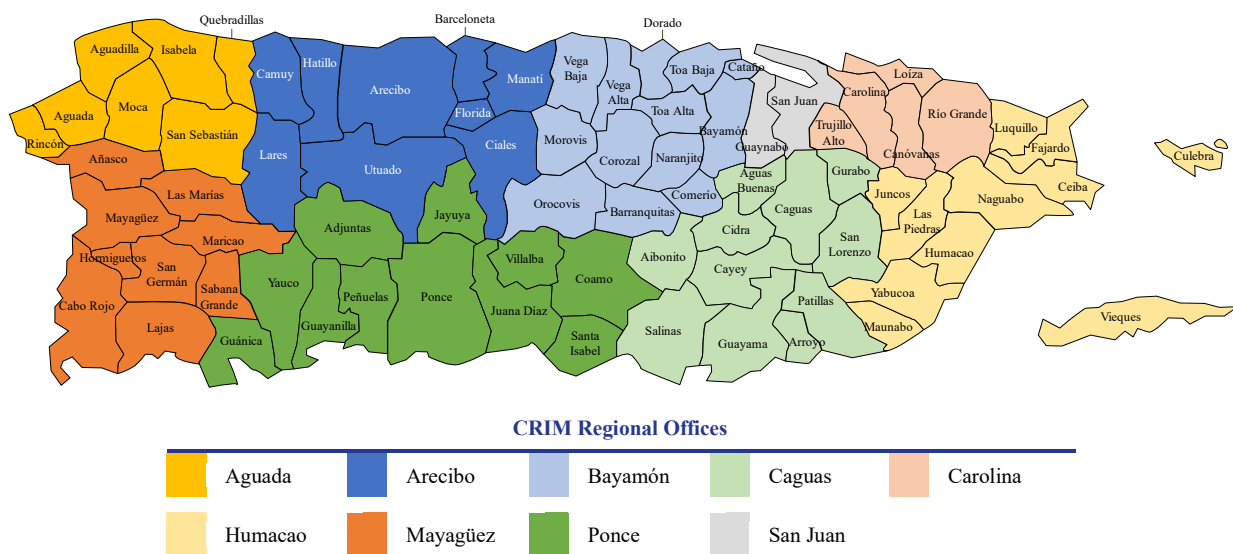 Quebradillas
Barceloneta
Dorado
Aguadilla
Isabela
Camuy
Hatillo
Arecibo
Manatí
Florida
Vega
Baja
Vega
Alta
Toa Baja
Cataño
Toa Alta
San Juan
Bayamón
Guaynabo
Loíza
Carolina
Río Grande
Trujillo
Alto
Canóvanas
Luquillo
Fajardo
Ceiba
Culebra
Moca
Aguada
Rincón
San Sebastián
Añasco
Lares
Utuado
Ciales
Morovis
Corozal
Naranjito
Aguas
Buenas
Gurabo
Juncos
Naguabo
Las Marías
Mayagüez
Maricao
Adjuntas
Jayuya
Orocovis
Barranquitas
Comerío
Cidra
Caguas
San
Lorenzo
Las
Piedras
Humacao
Hormigueros
San
Germán
Sabana
Grande
Cabo Rojo
Lajas
Yauco
Guánica
Guayanilla
Peñuelas
Ponce
Villalba
Juana Díaz
Coamo
Santa
Isabel
Aibonito
Cayey
Salinas
Guayama
Patillas
Arroyo
Yabucoa
Maunabo
Vieques
CRIM Regional Offices
Aguada
Arecibo
Bayamón
Caguas
Carolina
Humacao
Mayagüez
Ponce
San Juan